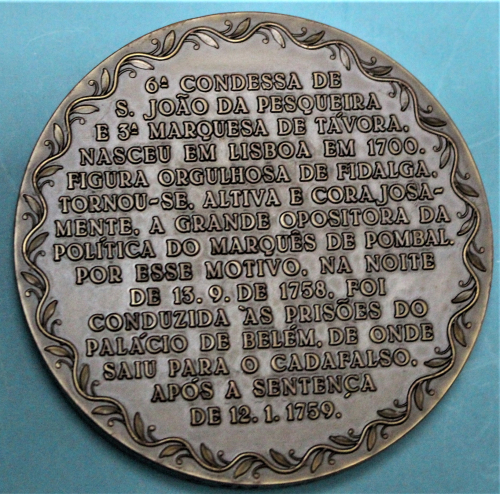 6ª CONDESSA DE
S. JOÃO DA PESQUEIRA
E 3ª MARQUESA DE TÁVORA.
NASCEU EM LISBOA EM 1700.
FIGURA ORGULHOSA DE FIDALGA.
TORNOU-SE, ALTIVA E CORAJOSA-
MENTE, A GRANDE OPOSITORA DA
POLÍTICA DO MARQUÊS DE POMBAL.
POR ESSE MOTIVO, NA NOITE
DE 13. 9. DE 1758, FOI
CONDUZIDA ÀS PRISÕES DO
PALÁCIO DE BELÉM, DE ONDE
SAIU PARA O CADAFALSO,
APÓS A SENTENÇA
DE 12. 1. 1759.